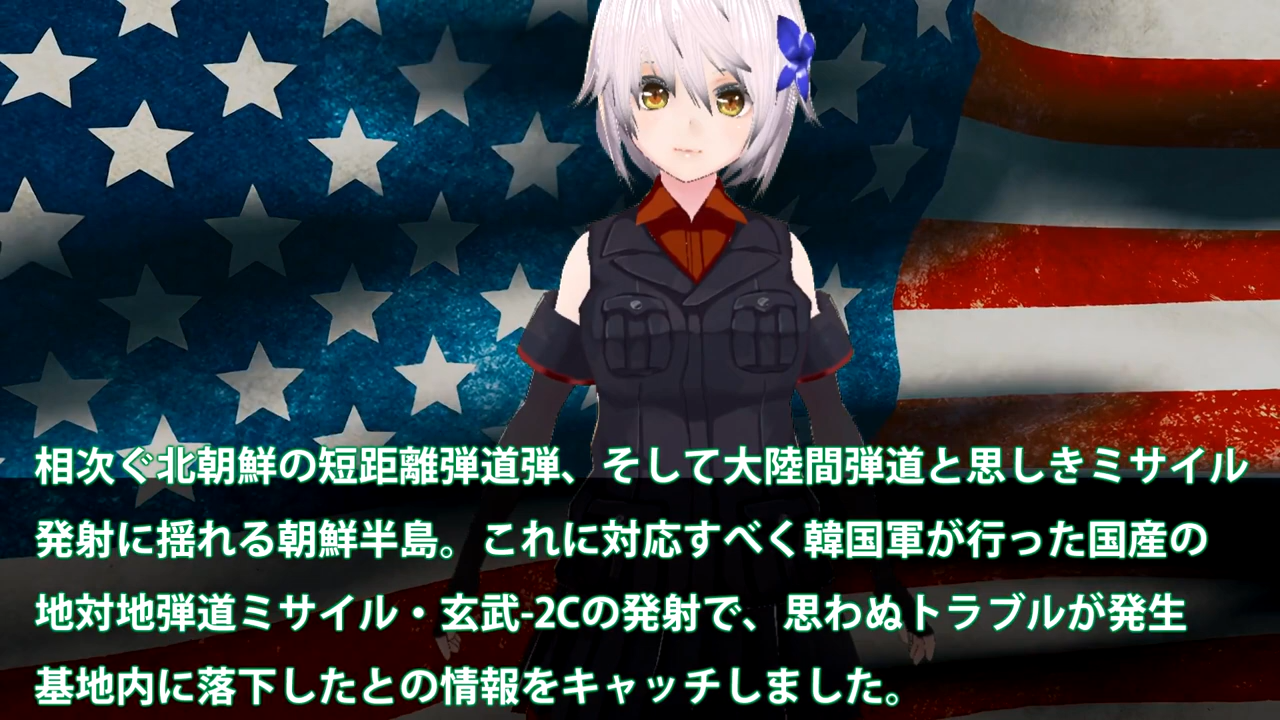 相次ぐ北朝鮮の短距離弾道弾、そして大陸間弾道と思しきミサイル
発射に揺れる朝鮮半島。これに対応すべく韓国軍が行った国産の
地対地弾道ミサイル・玄武-2Cの発射で、思わぬトラブルが発生
基地内に落下したとの情報をキャッチしました。